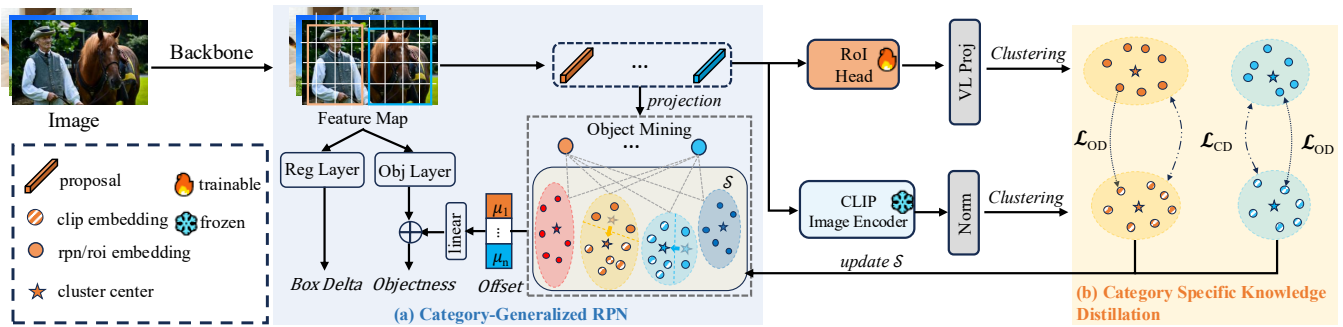 Image
Backbone
proposal
trainable
clip embedding
frozen
rpn/roi embedding
cluster center
Feature Map
Reg Layer
Obj Layer
Box Delta
Objectness
linear
μ1
⋮
μn
Offset
(a) Category-Generalized RPN
...
projection
Object Mining
...
𝒮
RoI
Head
VL Proj
Clustering
CLIP
Image Encoder
Norm
Clustering
update 𝒮
ℒOD
ℒCD
ℒOD
(b) Category Specific Knowledge
Distillation